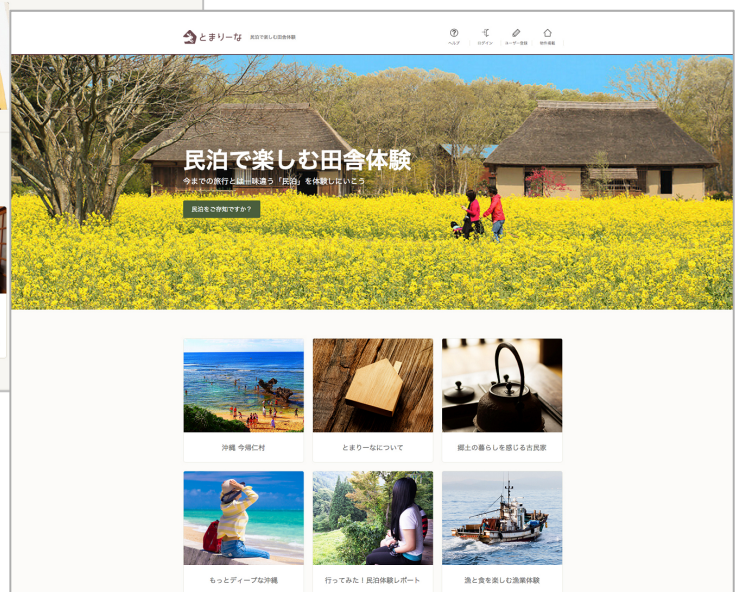 とまりーな 民泊で楽しむ田舎体験
ヘルプ ログイン ユーザー登録 物件掲載
民泊で楽しむ田舎体験
今までの旅行とは一味違う「民泊」を体験しにいこう
民泊をご存知ですか？
沖縄 今帰仁村 とまりーなについて 郷土の暮らしを感じる古民家
もっとディープな沖縄 行ってみた！民泊体験レポート 漁と食を楽しむ漁業体験